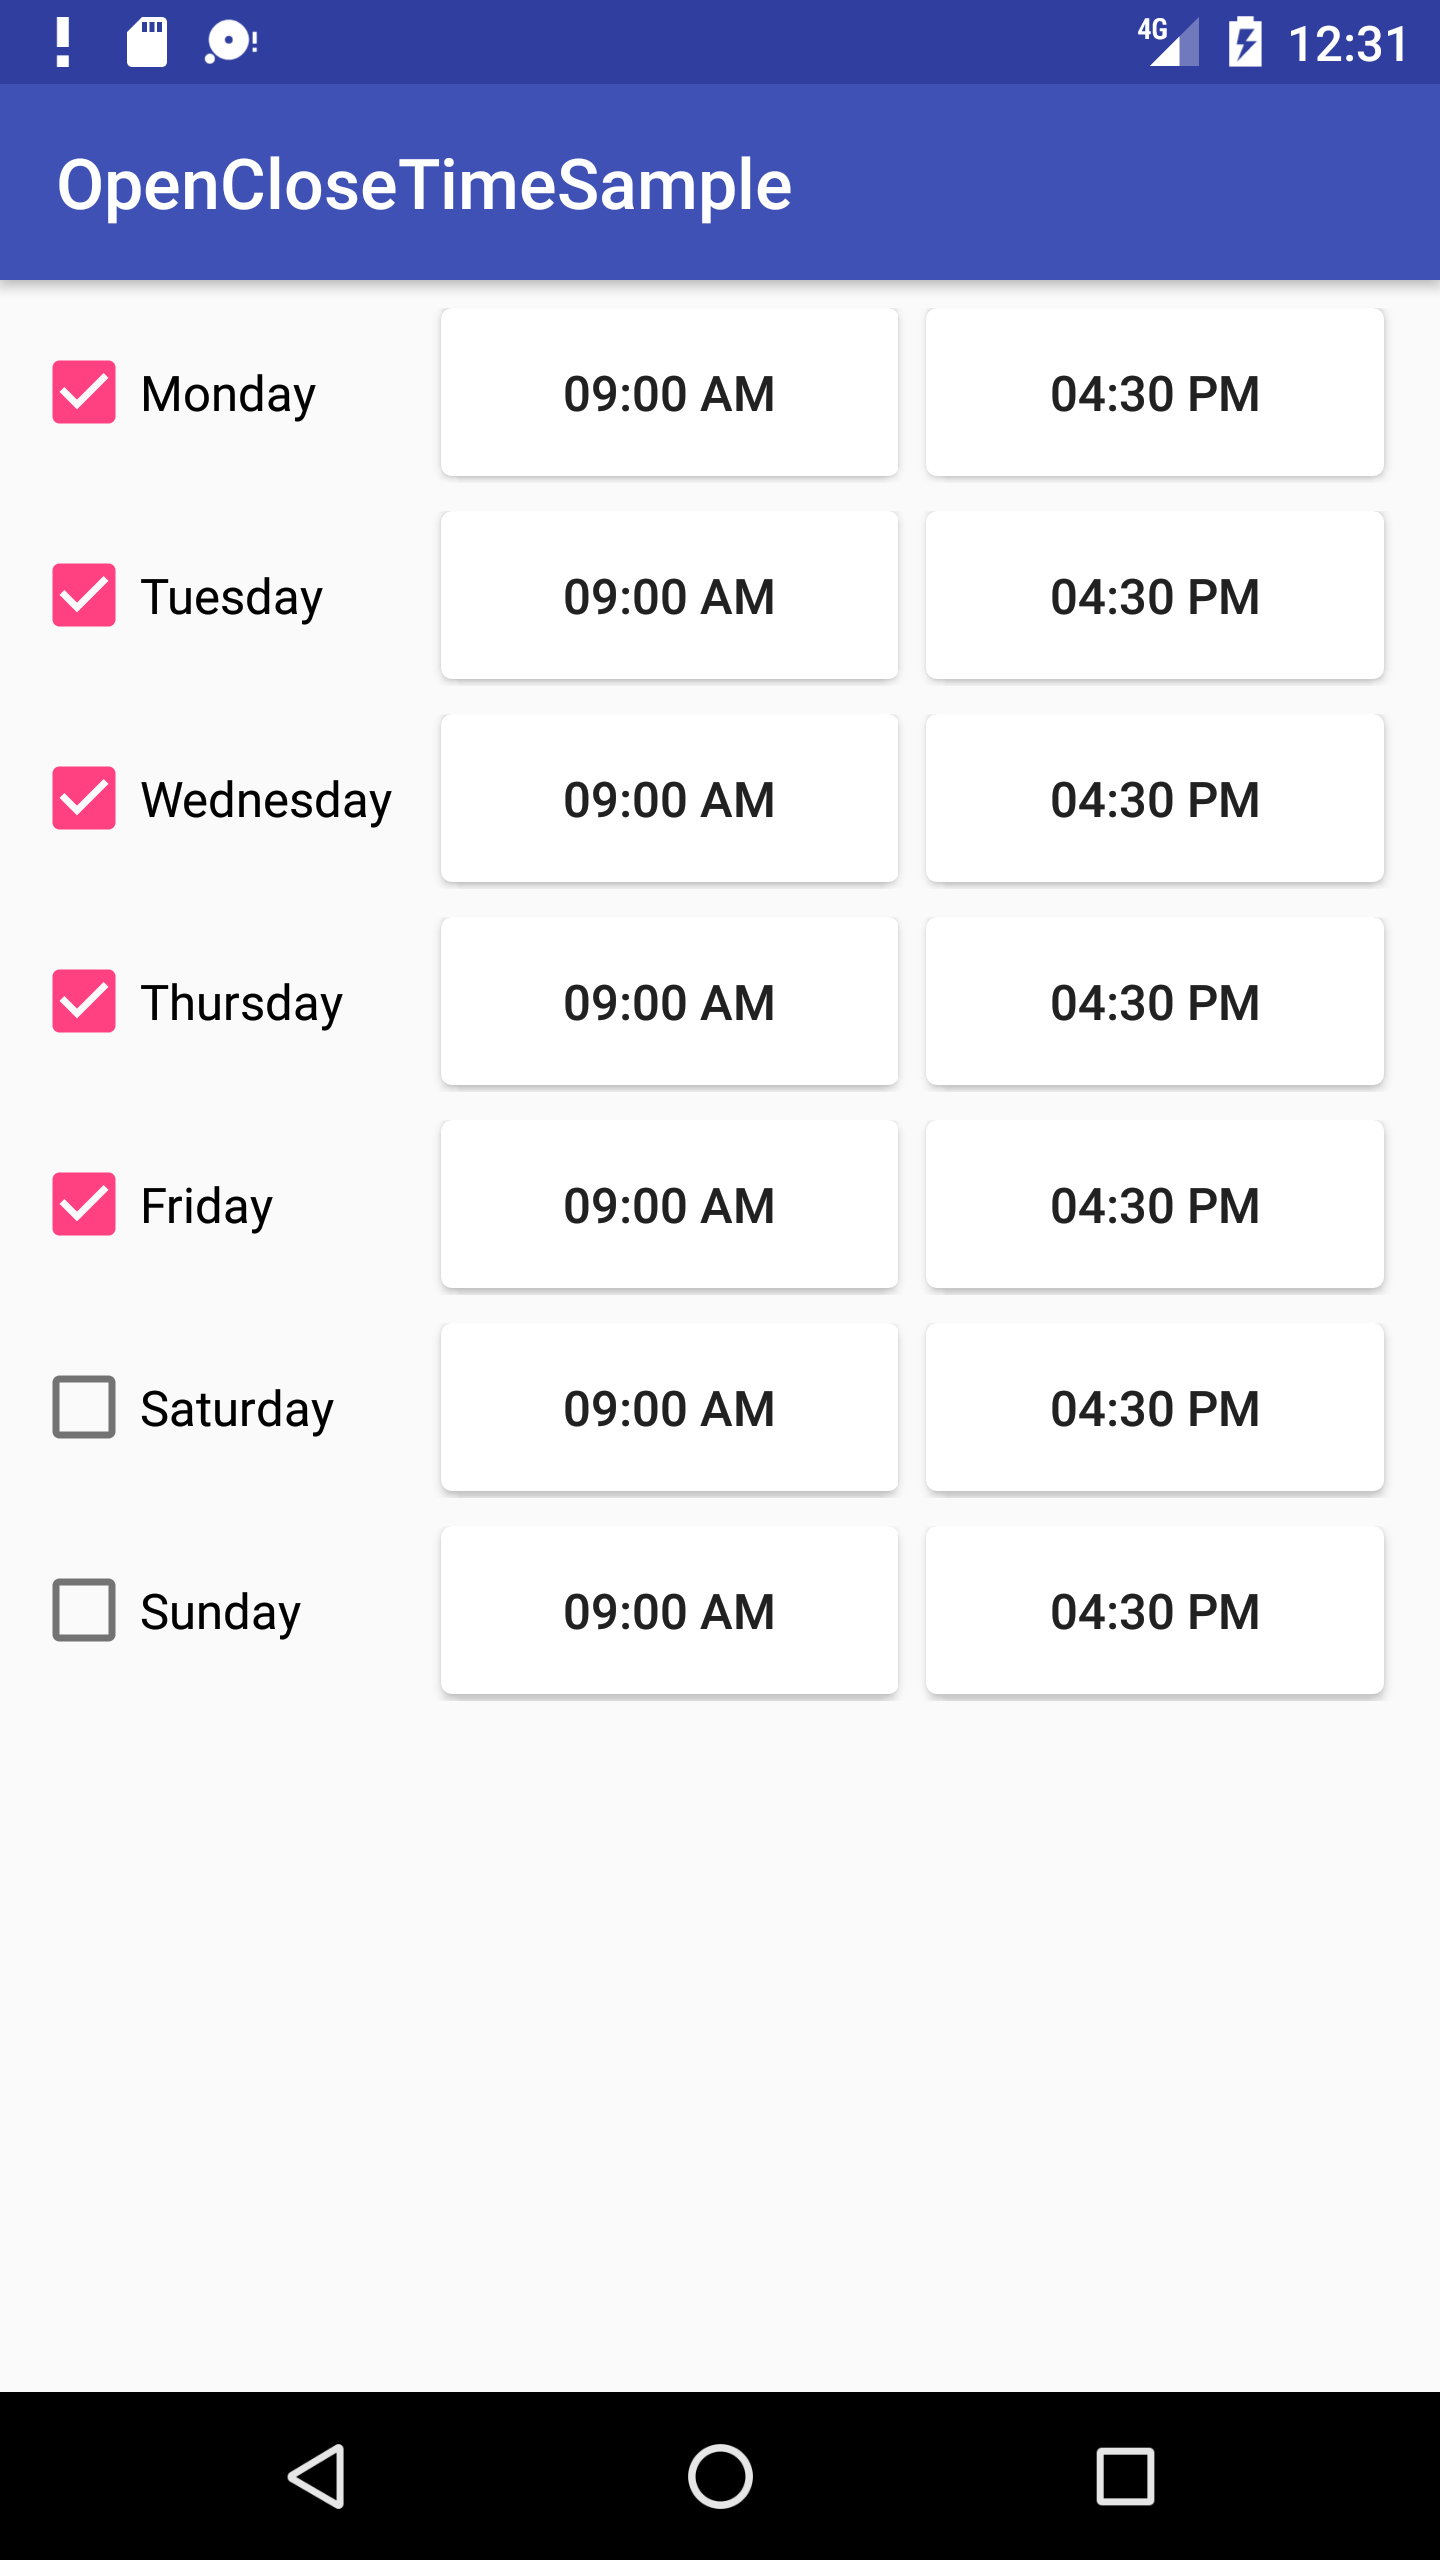 4G 12:31
OpenCloseTimeSample
Monday 09:00 AM 04:30 PM
Tuesday 09:00 AM 04:30 PM
Wednesday 09:00 AM 04:30 PM
Thursday 09:00 AM 04:30 PM
Friday 09:00 AM 04:30 PM
Saturday 09:00 AM 04:30 PM
Sunday 09:00 AM 04:30 PM